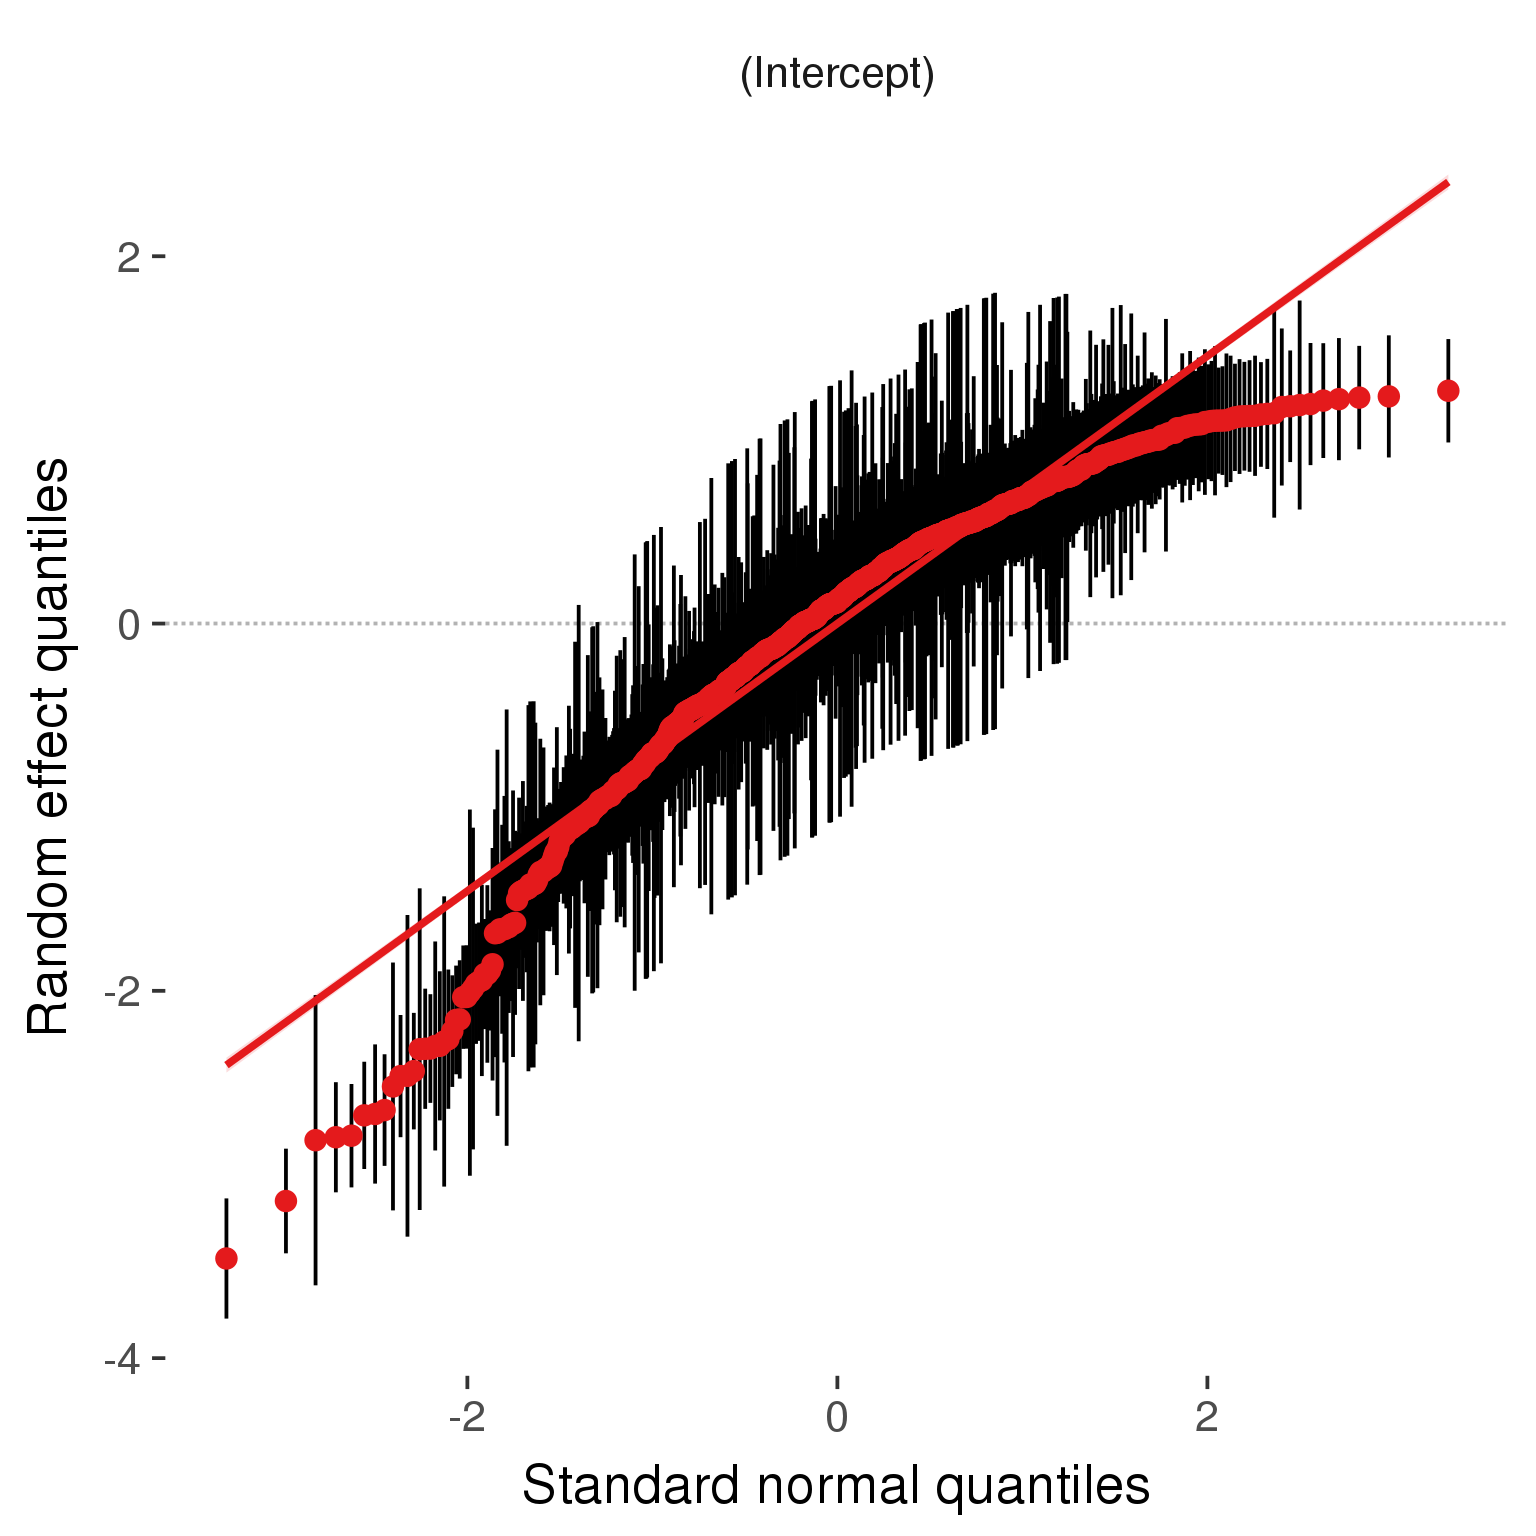 (Intercept)
Random effect quantiles
2
0
-2
-4
-2 0 2
Standard normal quantiles